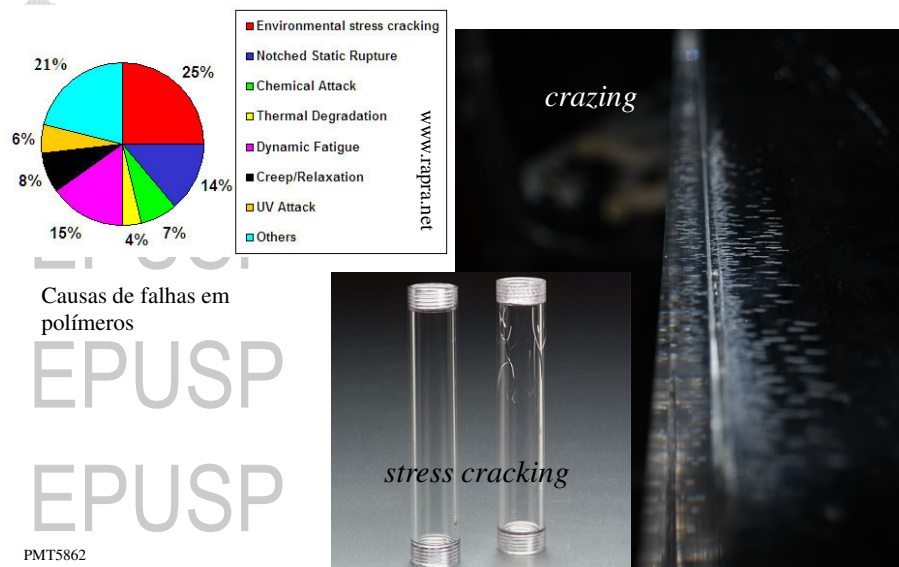 21%
25%
6%
8%
14%
15%
4%
7%
Environmental stress cracking
Notched Static Rupture
Chemical Attack
Thermal Degradation
Dynamic Fatigue
Creep/Relaxation
UV Attack
Others
www.rapra.net
crazing
EPUSP
Causas de falhas em
polímeros
EPUSP
stress cracking
EPUSP
PMT5862